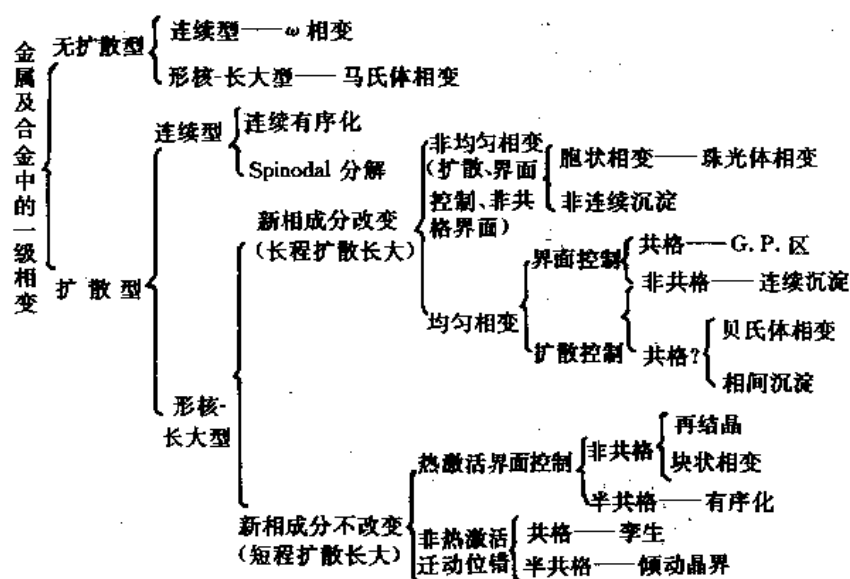 金属及合金中的一级相变
无扩散型
连续型——ω 相变
形核-长大型——马氏体相变
扩散型
连续型
连续有序化
Spinodal 分解
形核-
长大型
新相成分改变
(长程扩散长大)
非均匀相变
(扩散、界面
控制、非共
格界面)
胞状相变——珠光体相变
非连续沉淀
均匀相变
界面控制
共格——G.P.区
非共格——连续沉淀
扩散控制
共格?
贝氏体相变
相间沉淀
新相成分不改变
(短程扩散长大)
热激活界面控制
非共格
再结晶
块状相变
半共格——有序化
非热激活
迁动位错
共格——孪生
半共格——倾动晶界